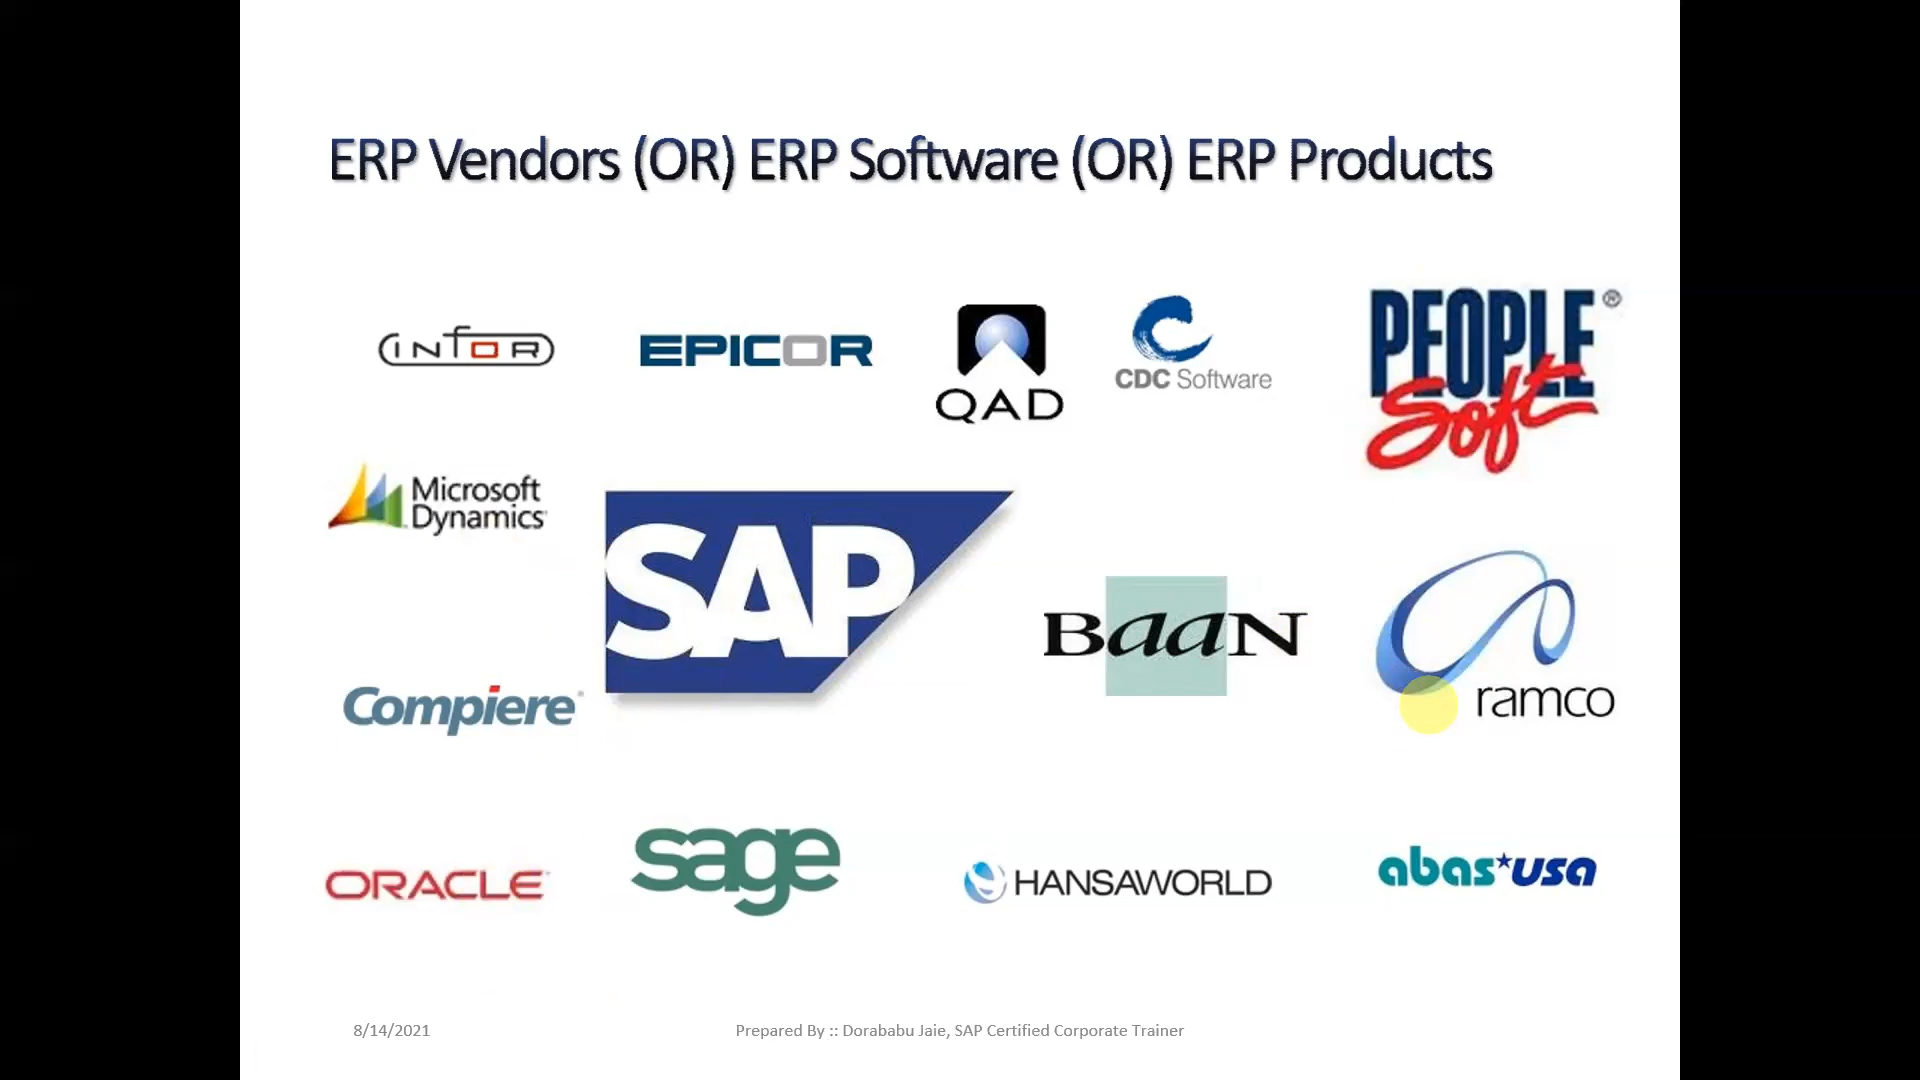 ERP Vendors (OR) ERP Software (OR) ERP Products
infor
EPICOR
QAD
CDC Software
PEOPLE ®
Soft
Microsoft
Dynamics
SAP
BaaN
ramco
Compiere
ORACLE
sage
HANSAWORLD
abas*usa
8/14/2021
Prepared By :: Dorababu Jaie, SAP Certified Corporate Trainer